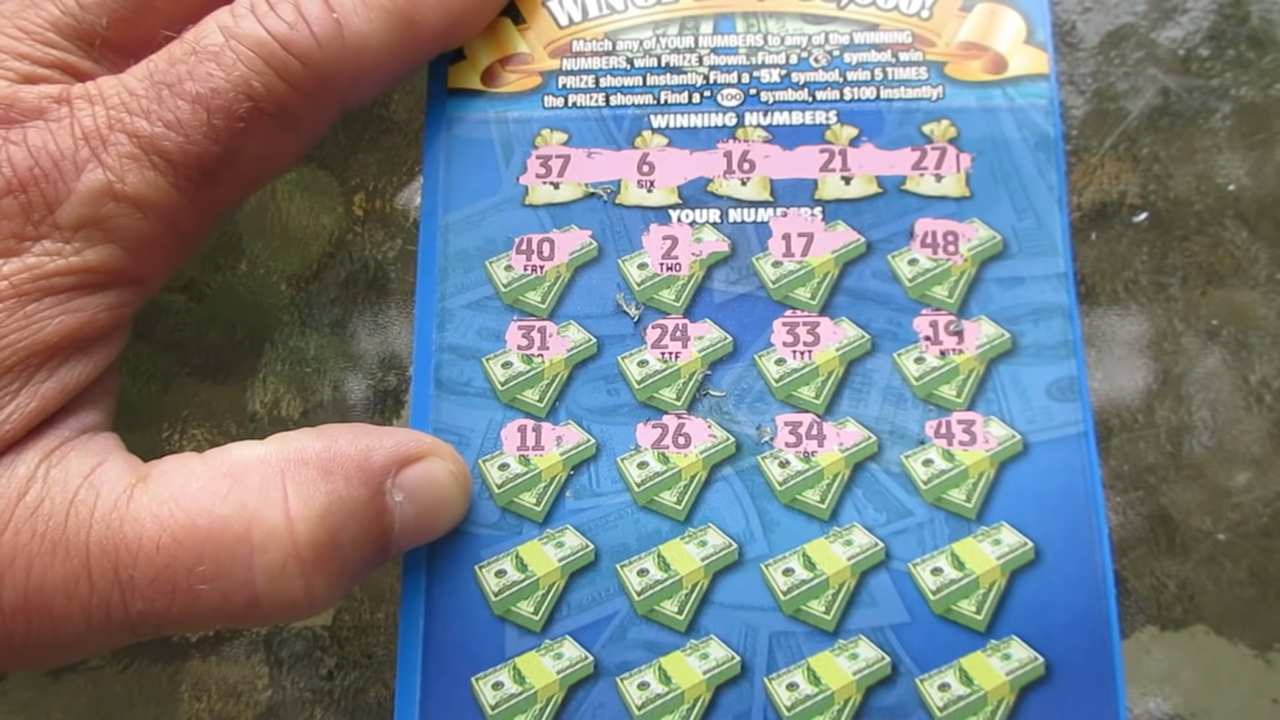 Match any of YOUR NUMBERS to any of the WINNING
NUMBERS, win PRIZE shown. Find a " " symbol, win
PRIZE shown instantly. Find a "5X" symbol, win 5 TIMES
the PRIZE shown. Find a "100" symbol, win $100 instantly!
WINNING NUMBERS
37 6 16 21 27
SIX
YOUR NUMBERS
40 2 17 48
FRY TWO
31 24 33 19
TYT
11 26 34 43